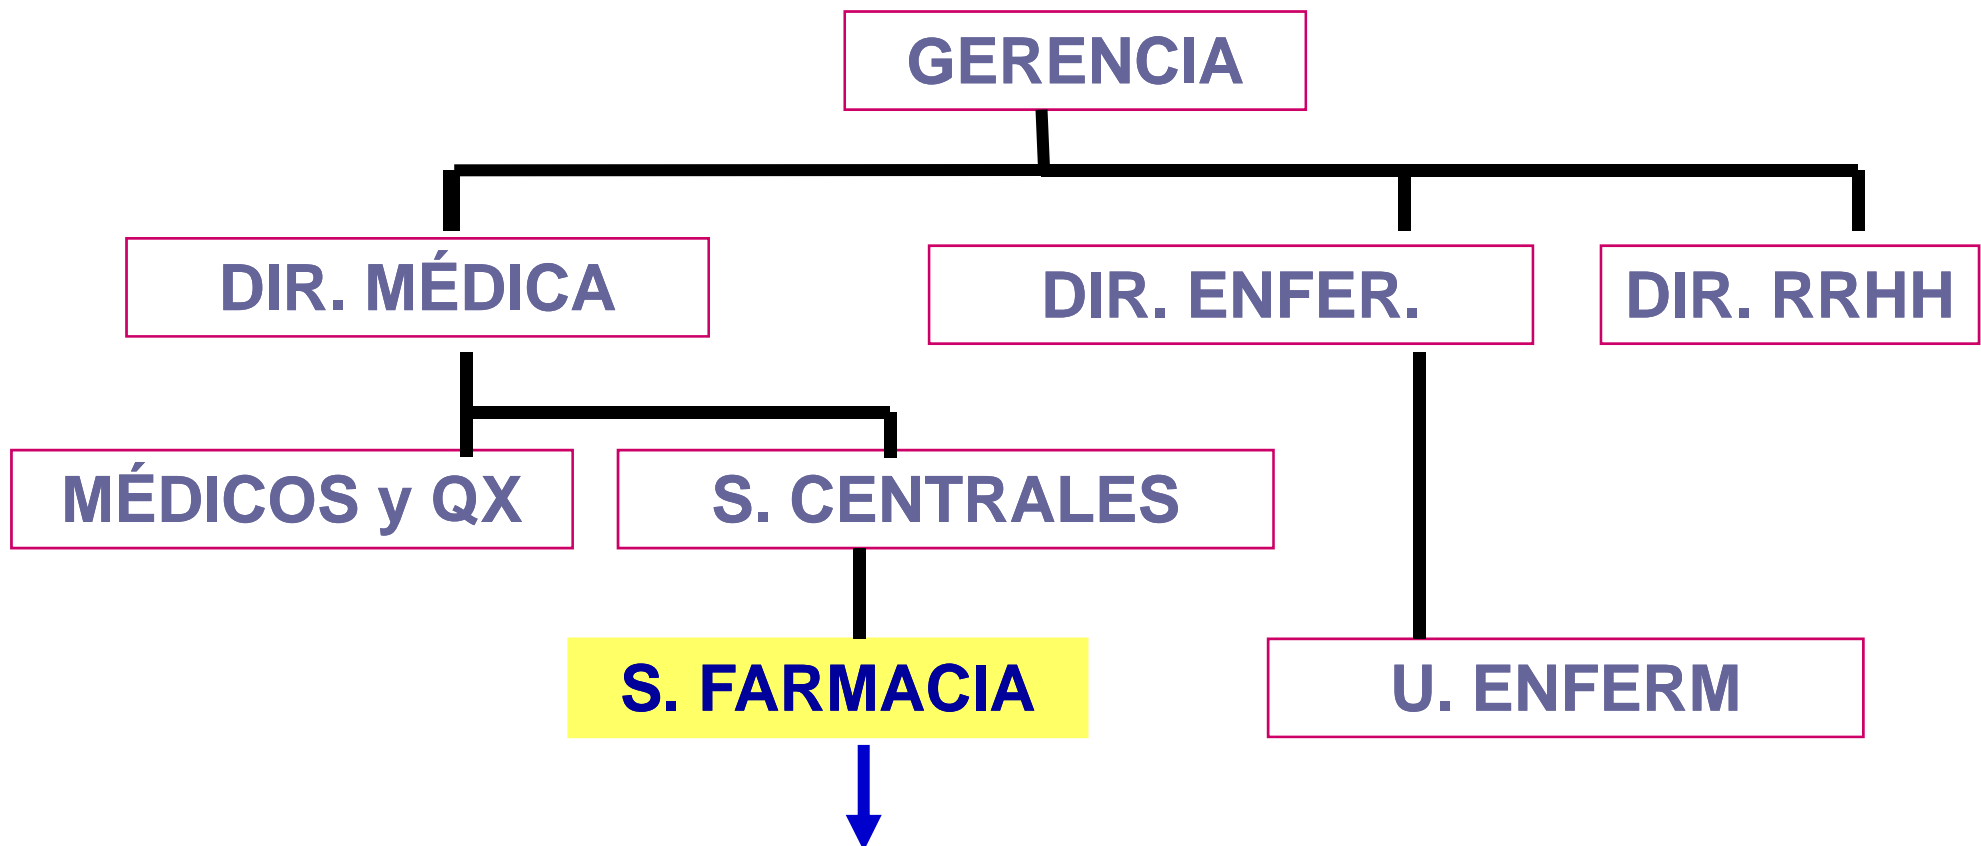 GERENCIA
DIR. MÉDICA
DIR. ENFER.
DIR. RRHH
MÉDICOS y QX
S. CENTRALES
S. FARMACIA
U. ENFERM